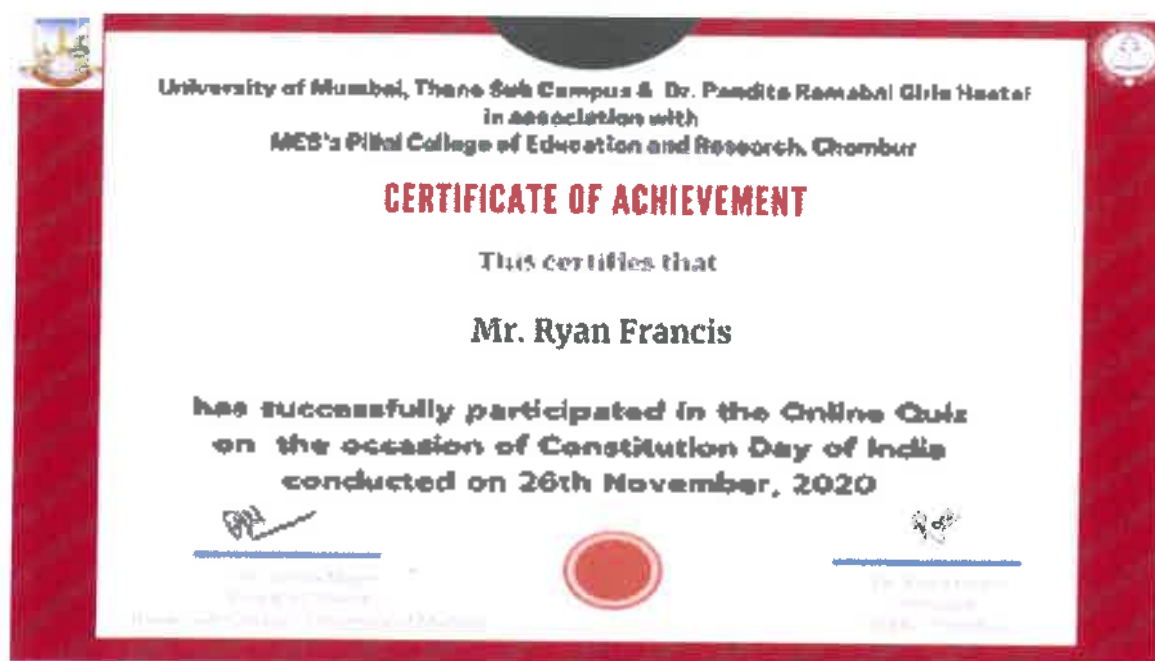 University of Mumbai, Thane Sub Campus & Dr. Pandita Ramabai Girls Hostel
in association with
MES's Pillai College of Education and Research, Chembur
CERTIFICATE OF ACHIEVEMENT
This certifies that
Mr. Ryan Francis
has successfully participated in the Online Quiz
on the occasion of Constitution Day of India
conducted on 26th November, 2020